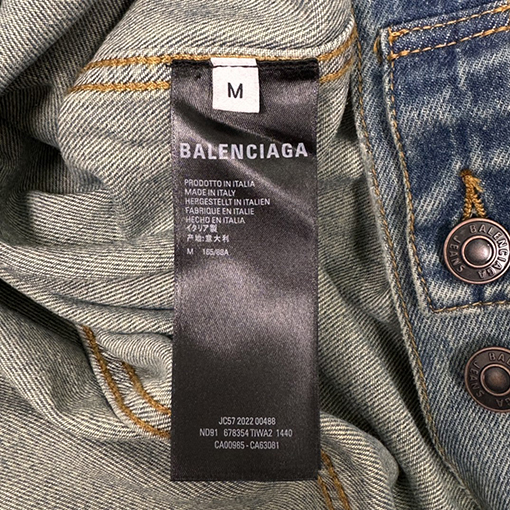 M
BALENCIAGA
PRODOTTO IN ITALIA
MADE IN ITALY
HERGESTELLT IN ITALIEN
FABRIQUE EN ITALIE
HECHO EN ITALIA
イタリア製
产地:意大利
M 165/88A
JC57 2022 00488
ND91 678354 TIWA2 1440
CA00985-CA63081
BALENCIAGA
JEANS